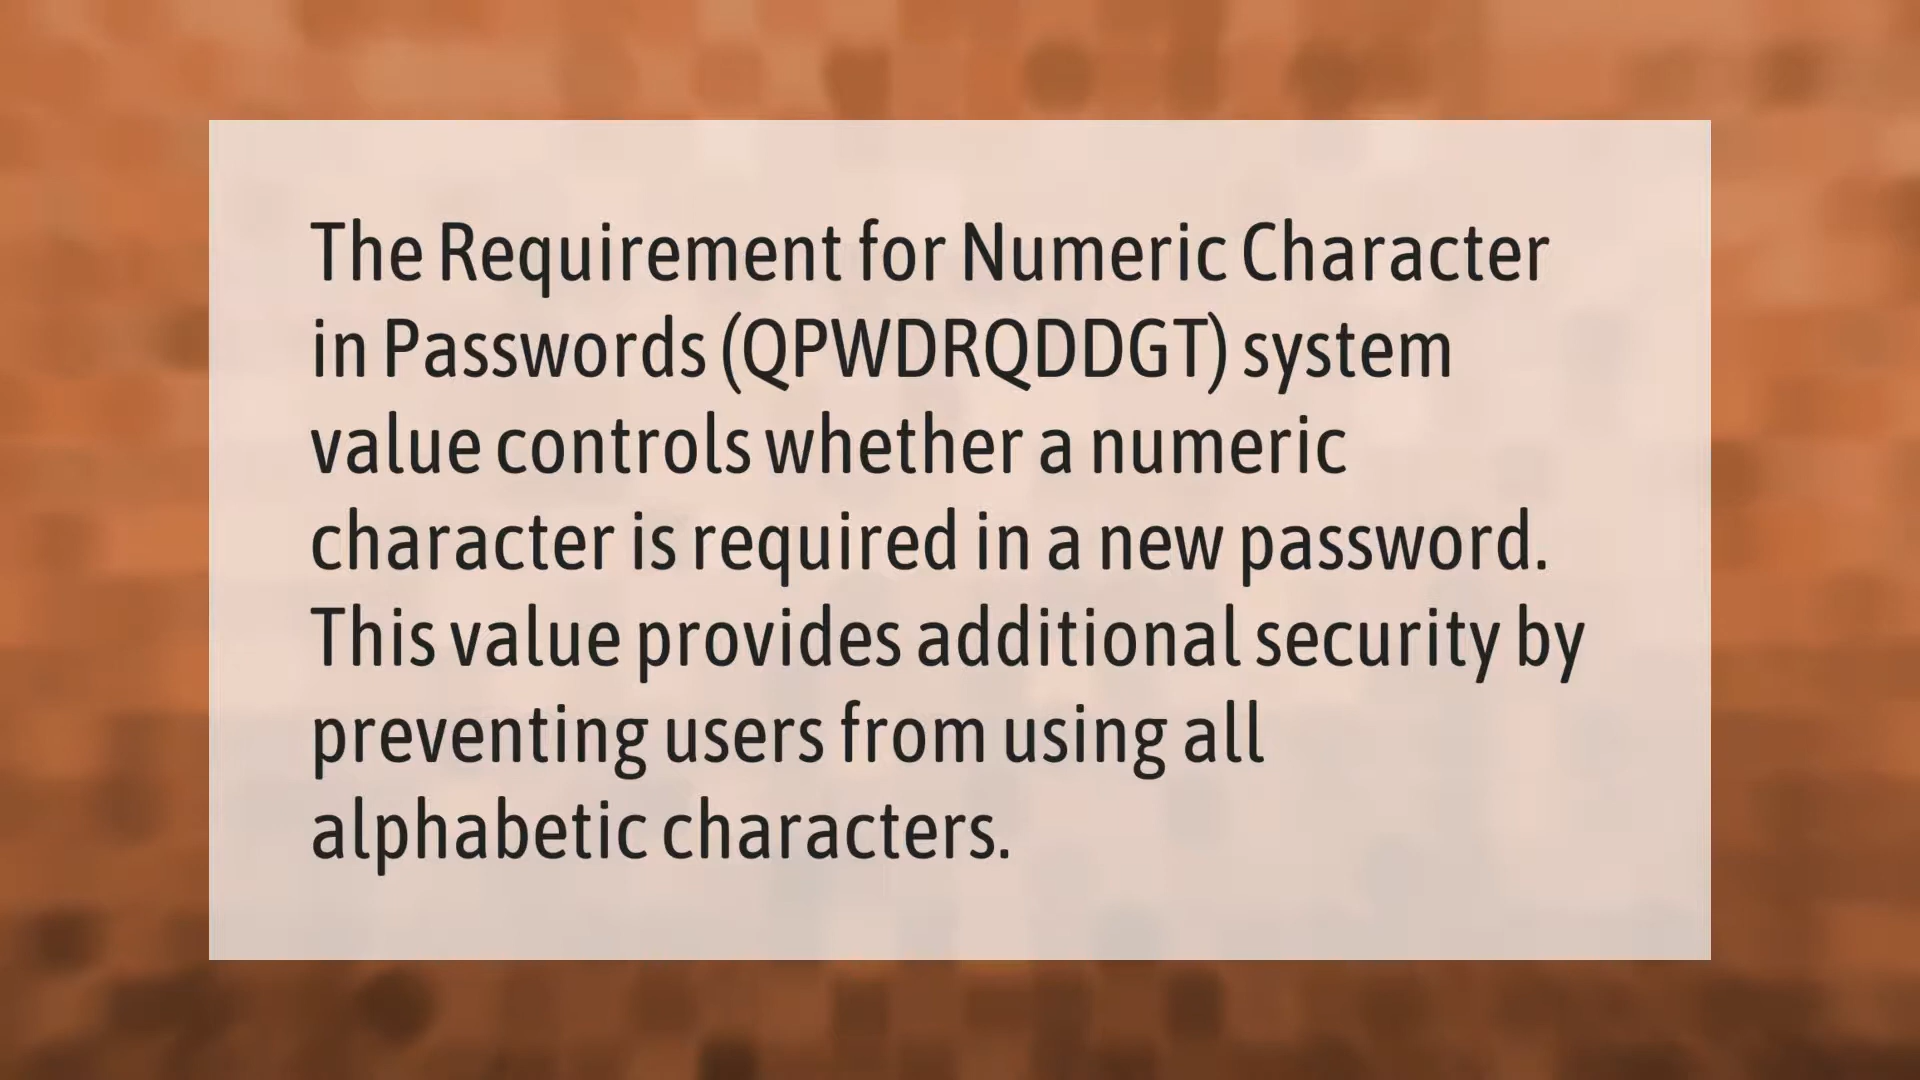 The Requirement for Numeric Character
in Passwords (QPWDRQDDGT) system
value controls whether a numeric
character is required in a new password.
This value provides additional security by
preventing users from using all
alphabetic characters.